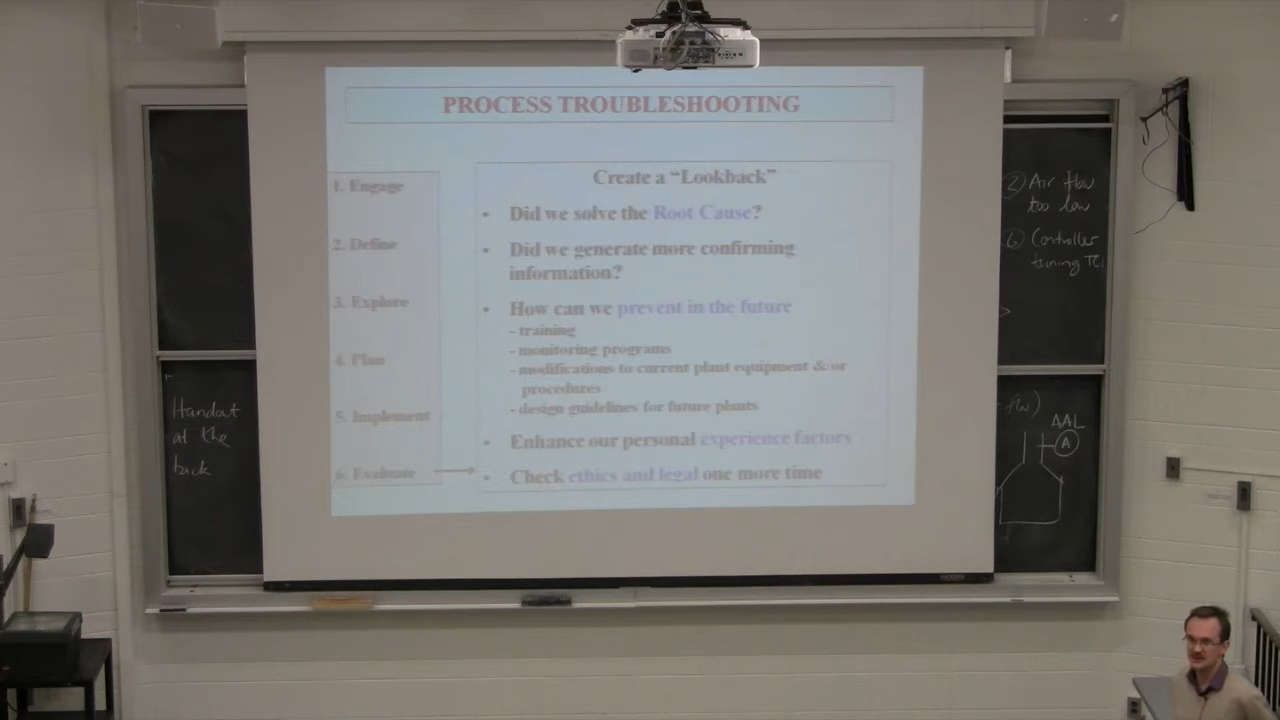 PROCESS TROUBLESHOOTING
1. Engage
2. Define
3. Explore
4. Plan
5. Implement
6. Evaluate
Create a “Lookback”
• Did we solve the Root Cause?
• Did we generate more confirming
information?
• How can we prevent in the future
- training
- monitoring programs
- modifications to current plant equipment &/or
procedures
- design guidelines for future plants
• Enhance our personal experience factors
• Check ethics and legal one more time
Handout
at the
back
② Air flow
too low
⑥ Controller
tuning TC
AAL
A